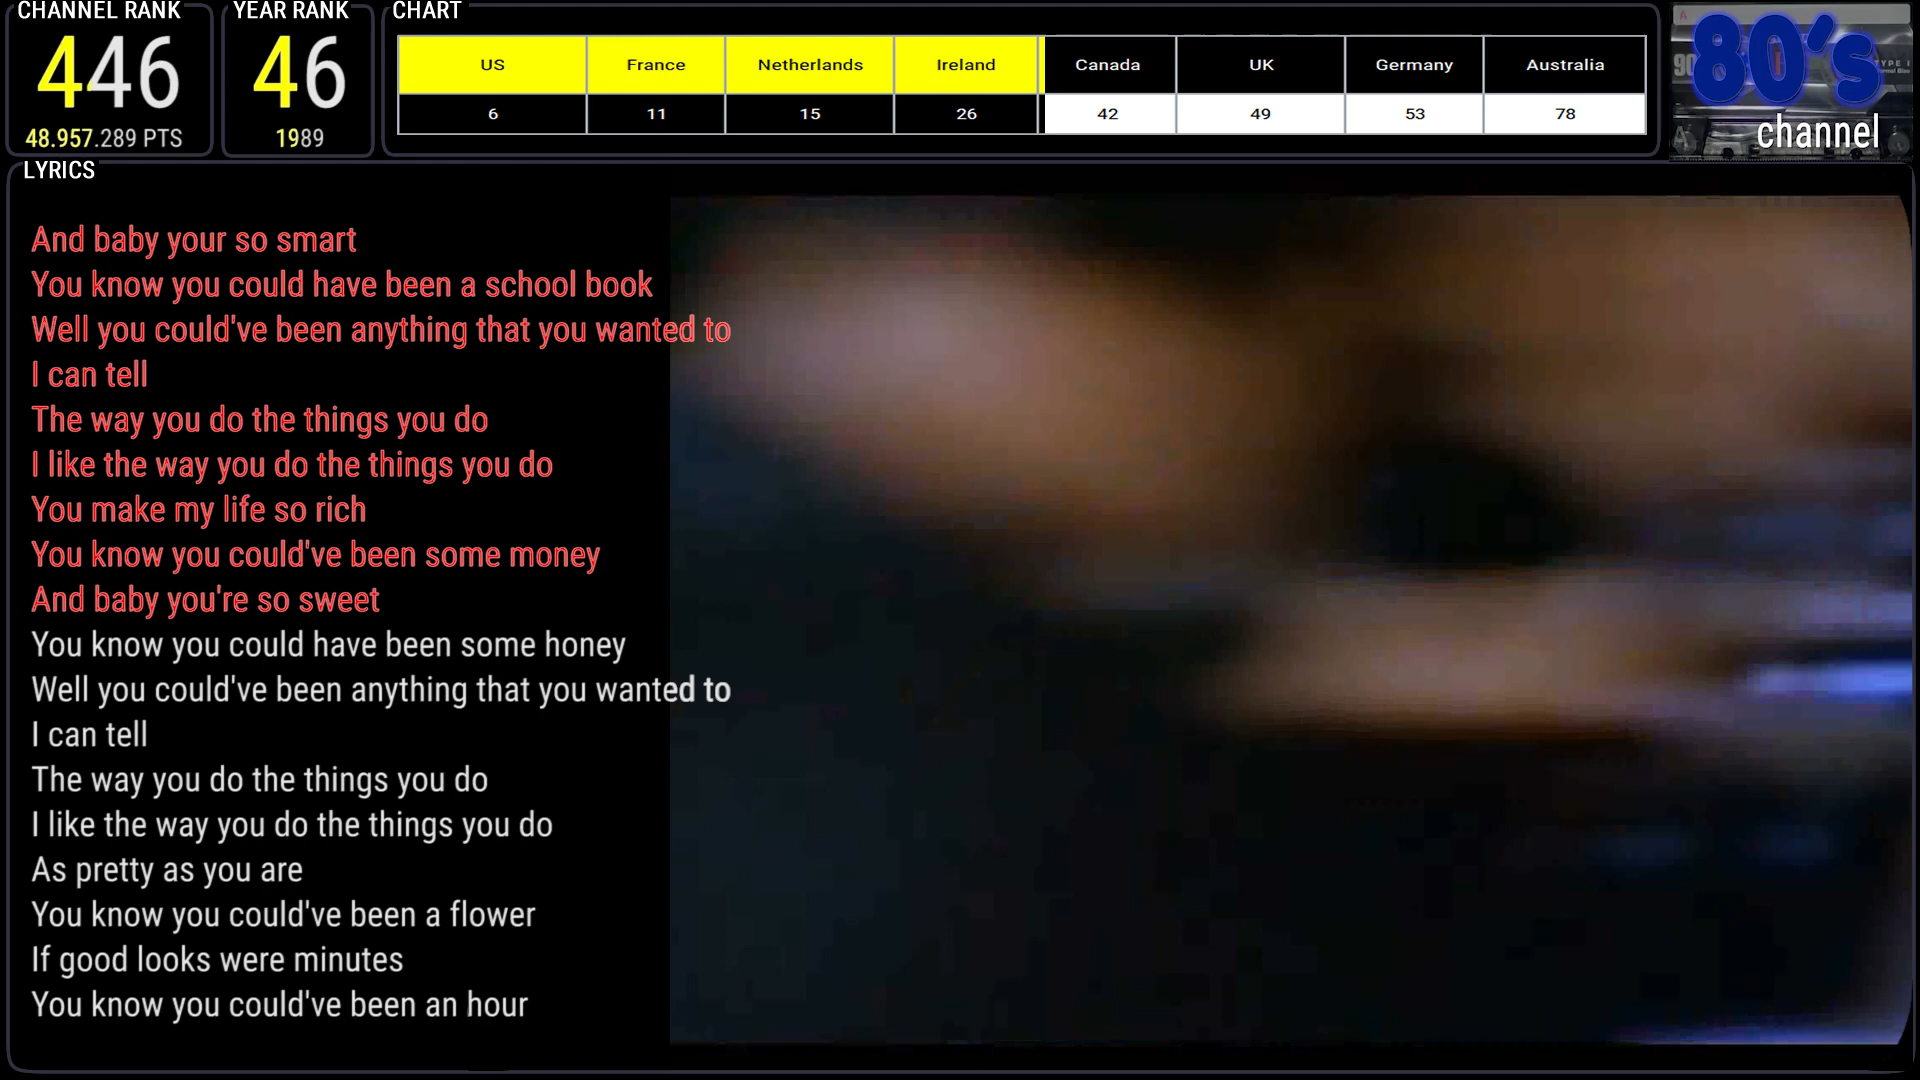 CHANNEL RANK
446
48.957.289 PTS
YEAR RANK
46
1989
CHART
US France Netherlands Ireland Canada UK Germany Australia
6 11 15 26 42 49 53 78
80's
channel
LYRICS
And baby your so smart
You know you could have been a school book
Well you could've been anything that you wanted to
I can tell
The way you do the things you do
I like the way you do the things you do
You make my life so rich
You know you could've been some money
And baby you're so sweet
You know you could have been some honey
Well you could've been anything that you wanted to
I can tell
The way you do the things you do
I like the way you do the things you do
As pretty as you are
You know you could've been a flower
If good looks were minutes
You know you could've been an hour